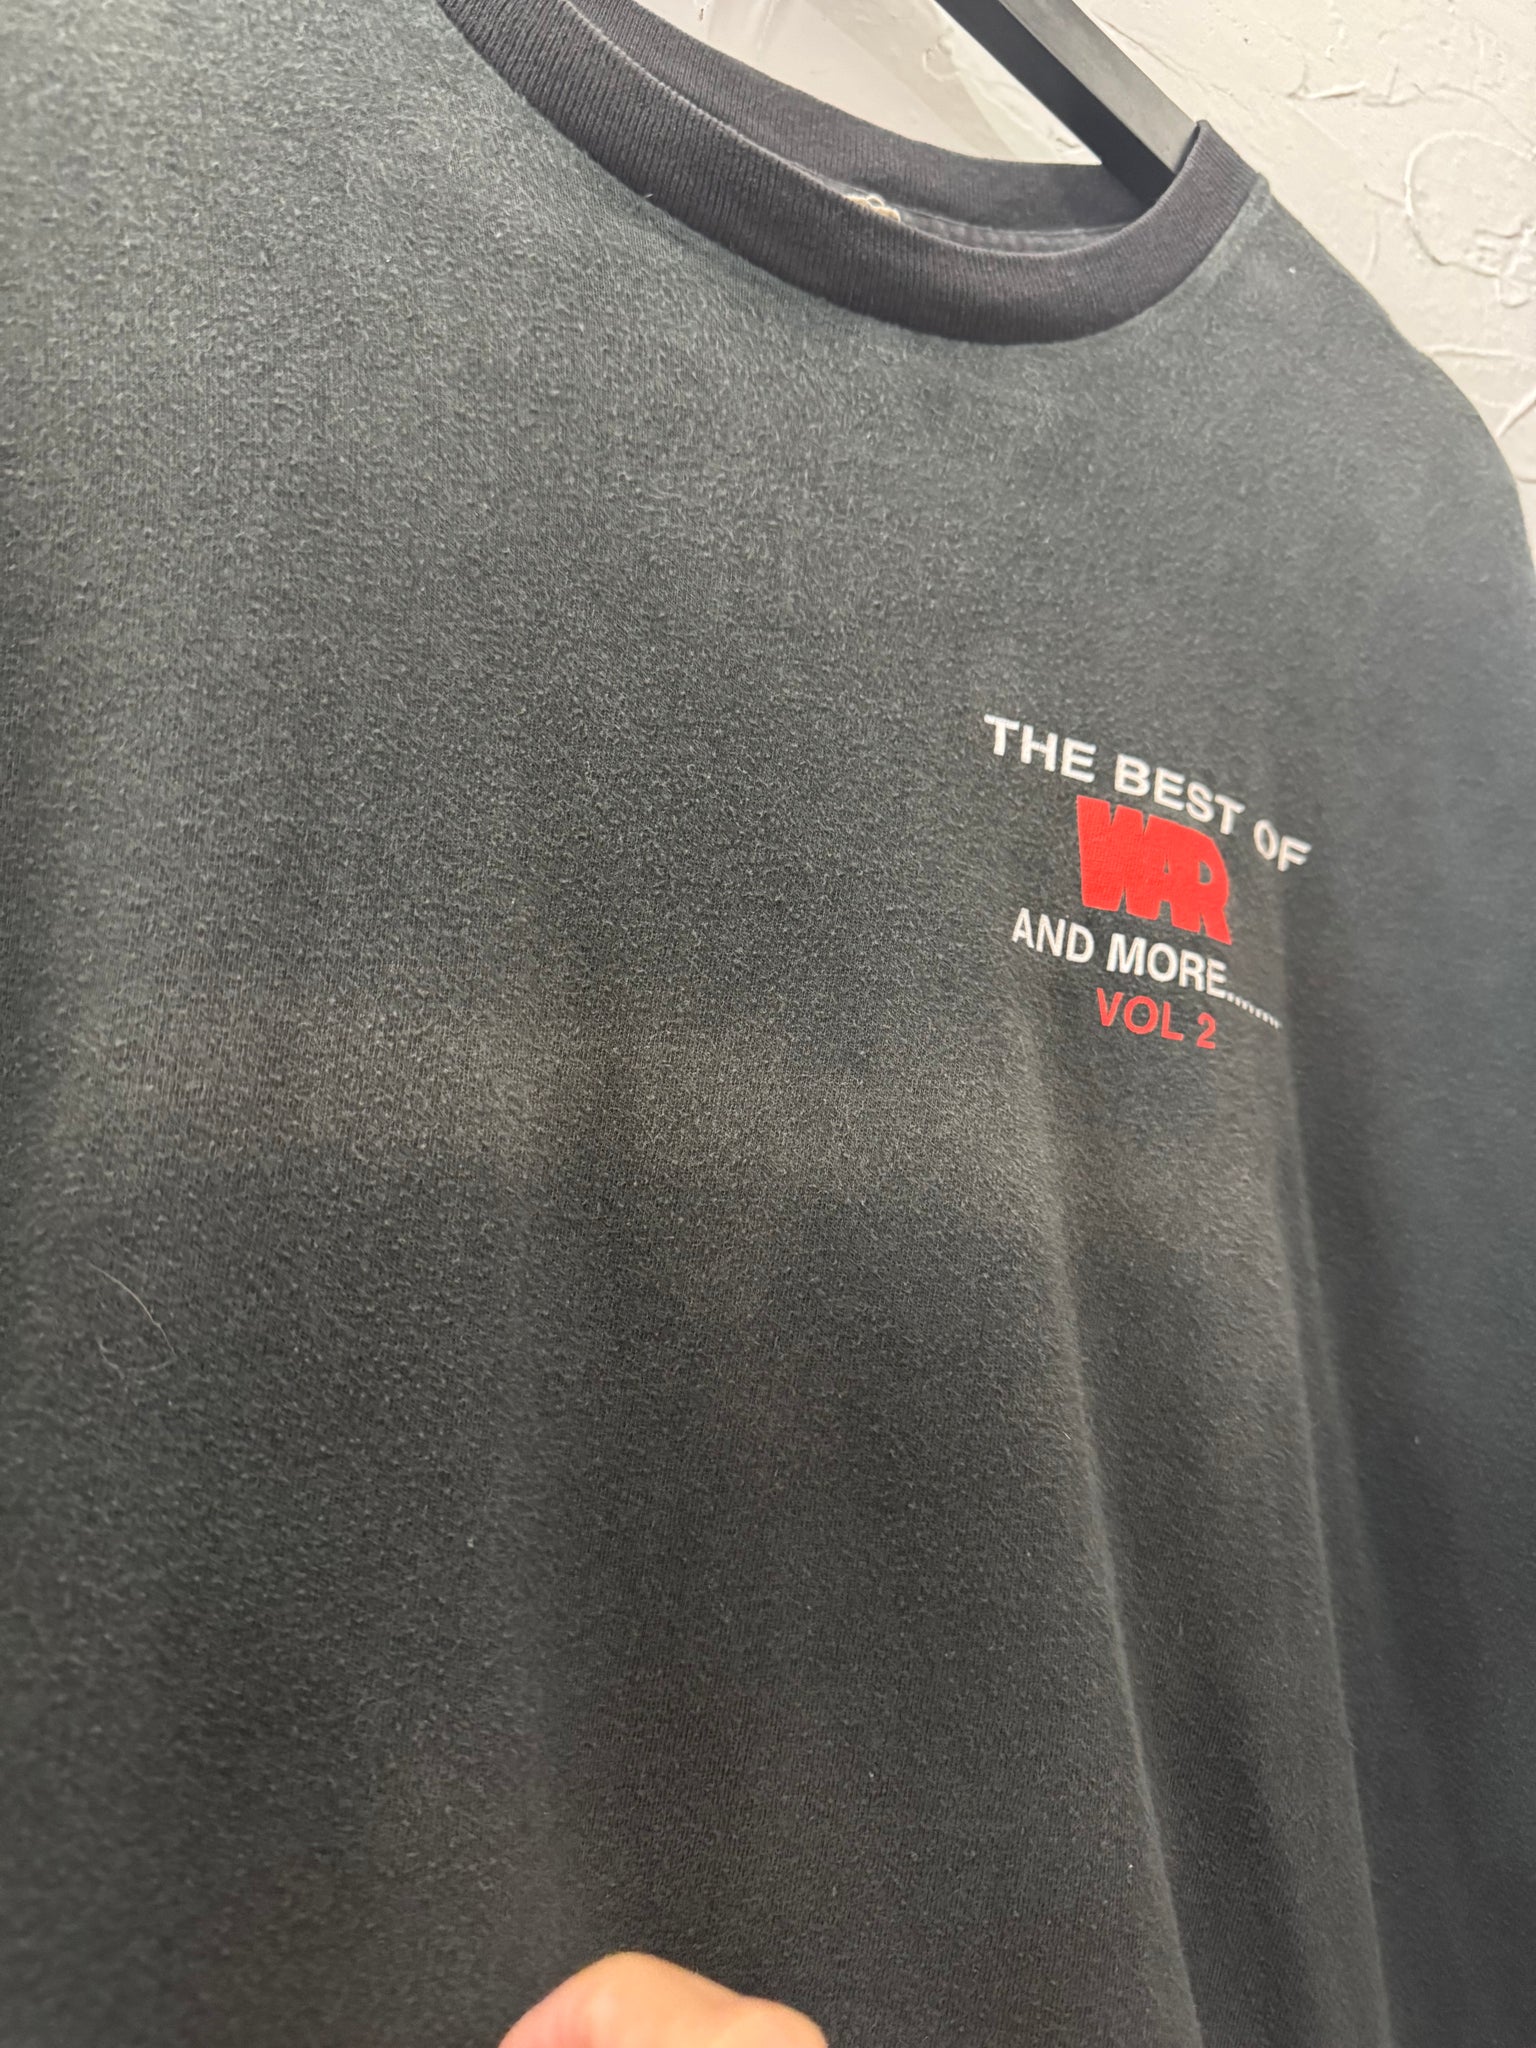 THE BEST OF
WAR
AND MORE........
VOL 2